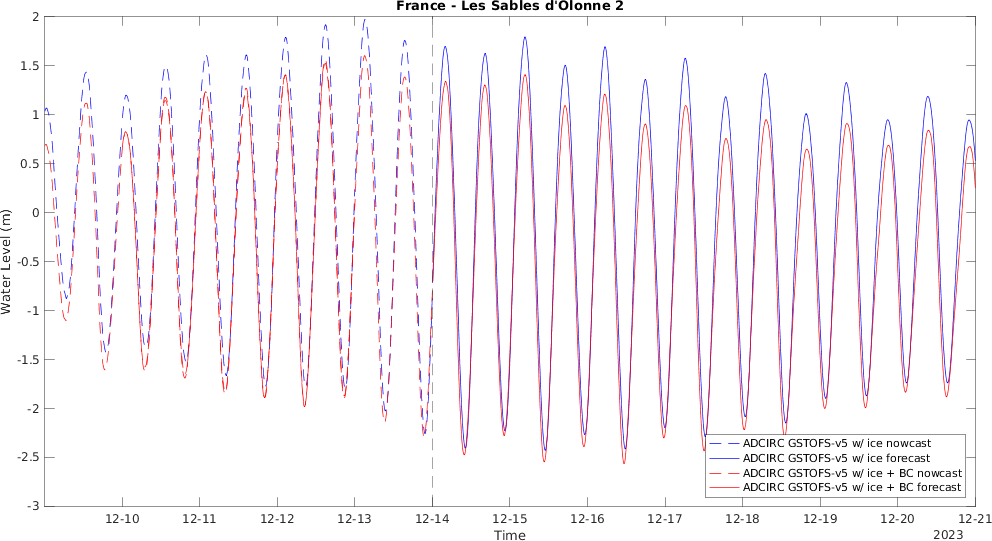 France - Les Sables d'Olonne 2
2
1.5
1
0.5
0
-0.5
-1
-1.5
-2
-2.5
-3
Water Level (m)
ADCIRC GSTOFS-v5 w/ ice nowcast
ADCIRC GSTOFS-v5 w/ ice forecast
ADCIRC GSTOFS-v5 w/ ice + BC nowcast
ADCIRC GSTOFS-v5 w/ ice + BC forecast
12-10 12-11 12-12 12-13 12-14 12-15 12-16 12-17 12-18 12-19 12-20 12-21
Time
2023